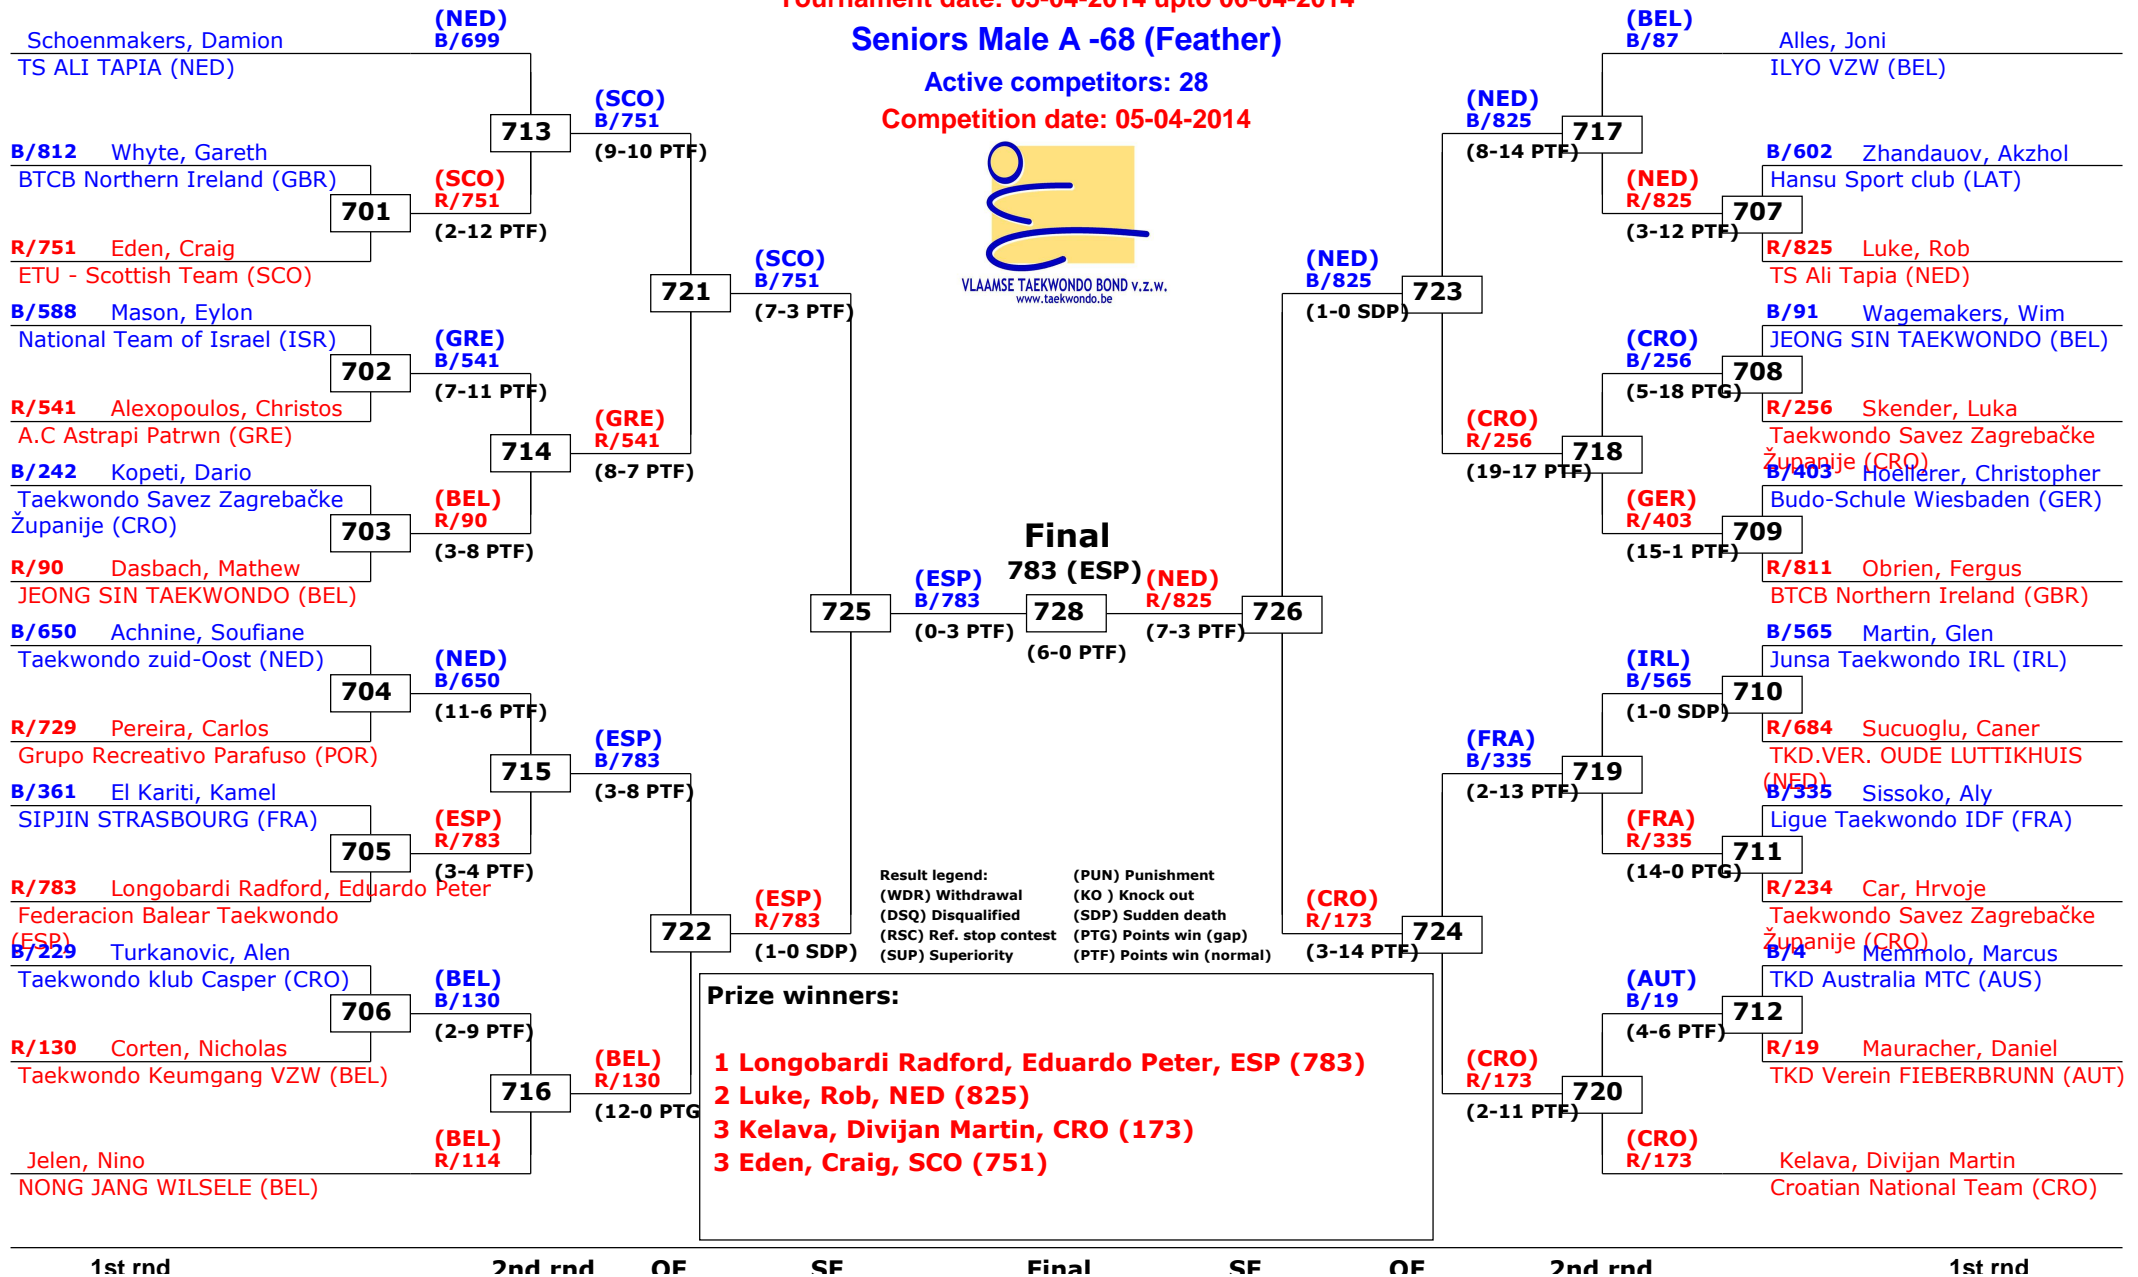 Tournament date: 05-04-2014 upto 06-04-2014
Seniors Male A -68 (Feather)
Active competitors: 28
Competition date: 05-04-2014
VLAAMSE TAEKWONDO BOND v.z.w.
www.taekwondo.be
Schoenmakers, Damion
TS ALI TAPIA (NED)
(NED)
B/699
B/812 Whyte, Gareth
BTCB Northern Ireland (GBR)
701
R/751 Eden, Craig
ETU - Scottish Team (SCO)
(SCO)
R/751
(2-12 PTF)
713
(SCO)
B/751
(9-10 PTF)
B/588 Mason, Eylon
National Team of Israel (ISR)
702
R/541 Alexopoulos, Christos
A.C Astrapi Patrwn (GRE)
(GRE)
B/541
(7-11 PTF)
B/242 Kopeti, Dario
Taekwondo Savez Zagrebačke
Županije (CRO)
703
R/90 Dasbach, Mathew
JEONG SIN TAEKWONDO (BEL)
(BEL)
R/90
(3-8 PTF)
714
(GRE)
R/541
(8-7 PTF)
721
(SCO)
B/751
(7-3 PTF)
B/650 Achnine, Soufiane
Taekwondo zuid-Oost (NED)
704
R/729 Pereira, Carlos
Grupo Recreativo Parafuso (POR)
(NED)
B/650
(11-6 PTF)
B/361 El Kariti, Kamel
SIPJIN STRASBOURG (FRA)
705
R/783 Longobardi Radford, Eduardo Peter
Federacion Balear Taekwondo
(ESP)
(ESP)
R/783
(3-4 PTF)
715
(ESP)
B/783
(3-8 PTF)
B/229 Turkanovic, Alen
Taekwondo klub Casper (CRO)
706
R/130 Corten, Nicholas
Taekwondo Keumgang VZW (BEL)
(BEL)
B/130
(2-9 PTF)
Jelen, Nino
NONG JANG WILSELE (BEL)
(BEL)
R/114
716
(BEL)
R/130
(12-0 PTG
722
(ESP)
R/783
(1-0 SDP)
725
(ESP)
B/783
(0-3 PTF)
Final
783 (ESP)
728
(6-0 PTF)
(NED)
R/825
(7-3 PTF)
726
(NED)
B/825
(1-0 SDP)
723
(NED)
B/825
(8-14 PTF)
717
(BEL)
B/87
Alles, Joni
ILYO VZW (BEL)
(NED)
R/825
(3-12 PTF)
B/602 Zhandauov, Akzhol
Hansu Sport club (LAT)
707
R/825 Luke, Rob
TS Ali Tapia (NED)
B/91 Wagemakers, Wim
JEONG SIN TAEKWONDO (BEL)
(CRO)
B/256
(5-18 PTG)
708
R/256 Skender, Luka
Taekwondo Savez Zagrebačke
Županije (CRO)
(CRO)
R/256
(19-17 PTF)
718
B/403 Hoellerer, Christopher
Budo-Schule Wiesbaden (GER)
(GER)
R/403
(15-1 PTF)
709
R/811 Obrien, Fergus
BTCB Northern Ireland (GBR)
B/565 Martin, Glen
Junsa Taekwondo IRL (IRL)
(IRL)
B/565
(1-0 SDP)
710
R/684 Sucuoglu, Caner
TKD.VER. OUDE LUTTIKHUIS
(NED)
(FRA)
B/335
(2-13 PTF)
719
B/335 Sissoko, Aly
Ligue Taekwondo IDF (FRA)
(FRA)
R/335
(14-0 PTG)
711
R/234 Car, Hrvoje
Taekwondo Savez Zagrebačke
Županije (CRO)
(CRO)
R/173
(3-14 PTF)
724
B/4 Memmolo, Marcus
TKD Australia MTC (AUS)
(AUT)
B/19
(4-6 PTF)
712
R/19 Mauracher, Daniel
TKD Verein FIEBERBRUNN (AUT)
(CRO)
R/173
(2-11 PTF)
720
(CRO)
R/173
Kelava, Divijan Martin
Croatian National Team (CRO)
Result legend:
(WDR) Withdrawal
(DSQ) Disqualified
(RSC) Ref. stop contest
(SUP) Superiority
(PUN) Punishment
(KO ) Knock out
(SDP) Sudden death
(PTG) Points win (gap)
(PTF) Points win (normal)
Prize winners:
1 Longobardi Radford, Eduardo Peter, ESP (783)
2 Luke, Rob, NED (825)
3 Kelava, Divijan Martin, CRO (173)
3 Eden, Craig, SCO (751)
1st rnd 2nd rnd QF SF Final SF QF 2nd rnd 1st rnd